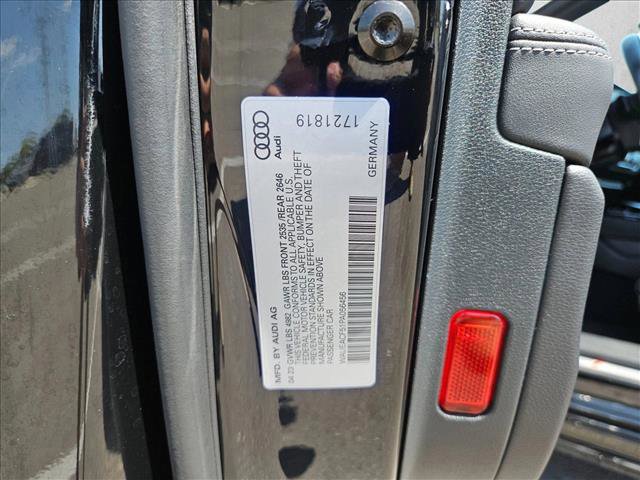 Audi
1721819
MFD. BY AUDI AG
GERMANY
04 23 GVWR LBS 4982 GAWR LBS FRONT 2535 /REAR 2646
THIS VEHICLE CONFORMS TO ALL APPLICABLE U.S.
FEDERAL MOTOR VEHICLE SAFETY, BUMPER AND THEFT
PREVENTION STANDARDS IN EFFECT ON THE DATE OF
MANUFACTURE SHOWN ABOVE
PASSENGER CAR
WAUEACF51PA056456